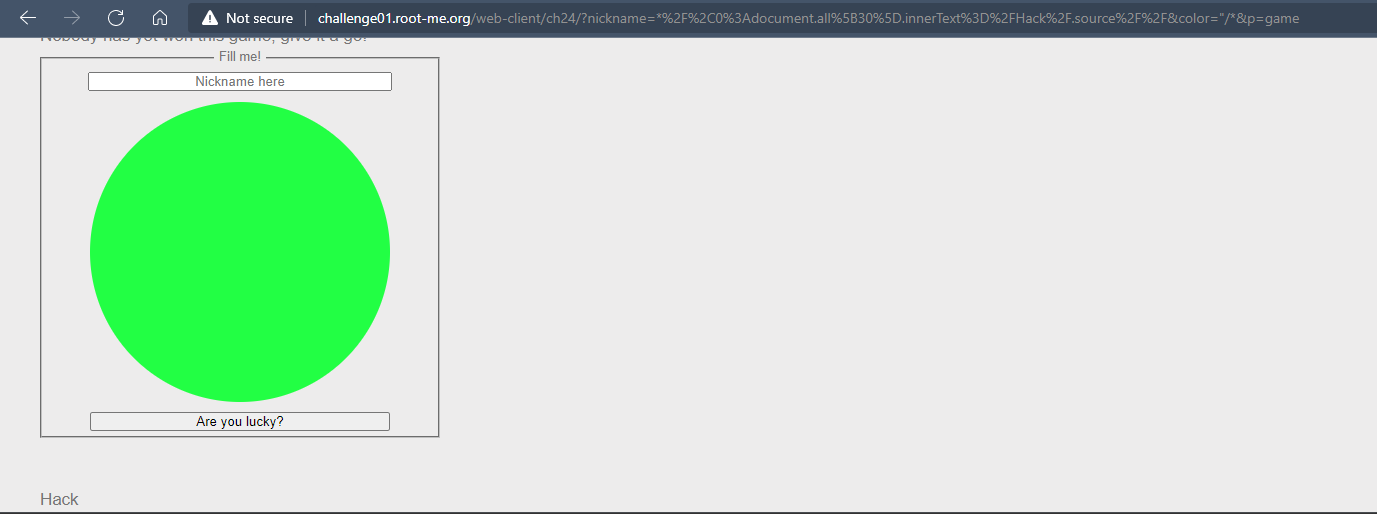 Not secure | challenge01.root-me.org/web-client/ch24/?nickname=*%2F%2C0%3Adocument.all%5B30%5D.innerText%3D%2FHack%2F.source%2F%2F&color="/*&p=game
Nobody has yet won this game, give it a go!
Fill me!
Nickname here
Are you lucky?
Hack